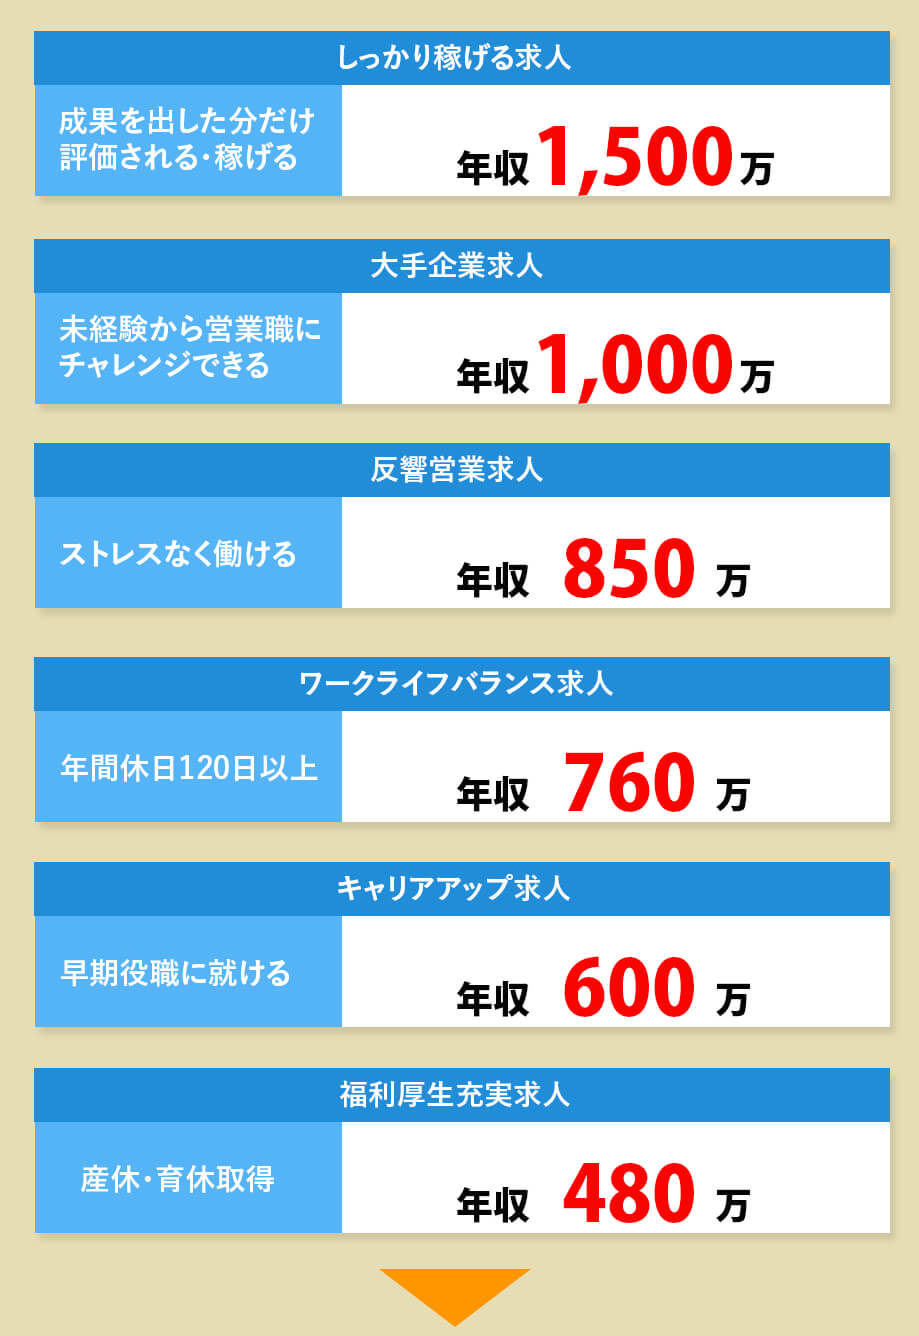 しっかり稼げる求人
成果を出した分だけ
評価される・稼げる
年収1,500万
大手企業求人
未経験から営業職に
チャレンジできる
年収1,000万
反響営業求人
ストレスなく働ける
年収 850 万
ワークライフバランス求人
年間休日120日以上
年収 760 万
キャリアアップ求人
早期役職に就ける
年収 600 万
福利厚生充実求人
産休・育休取得
年収 480 万